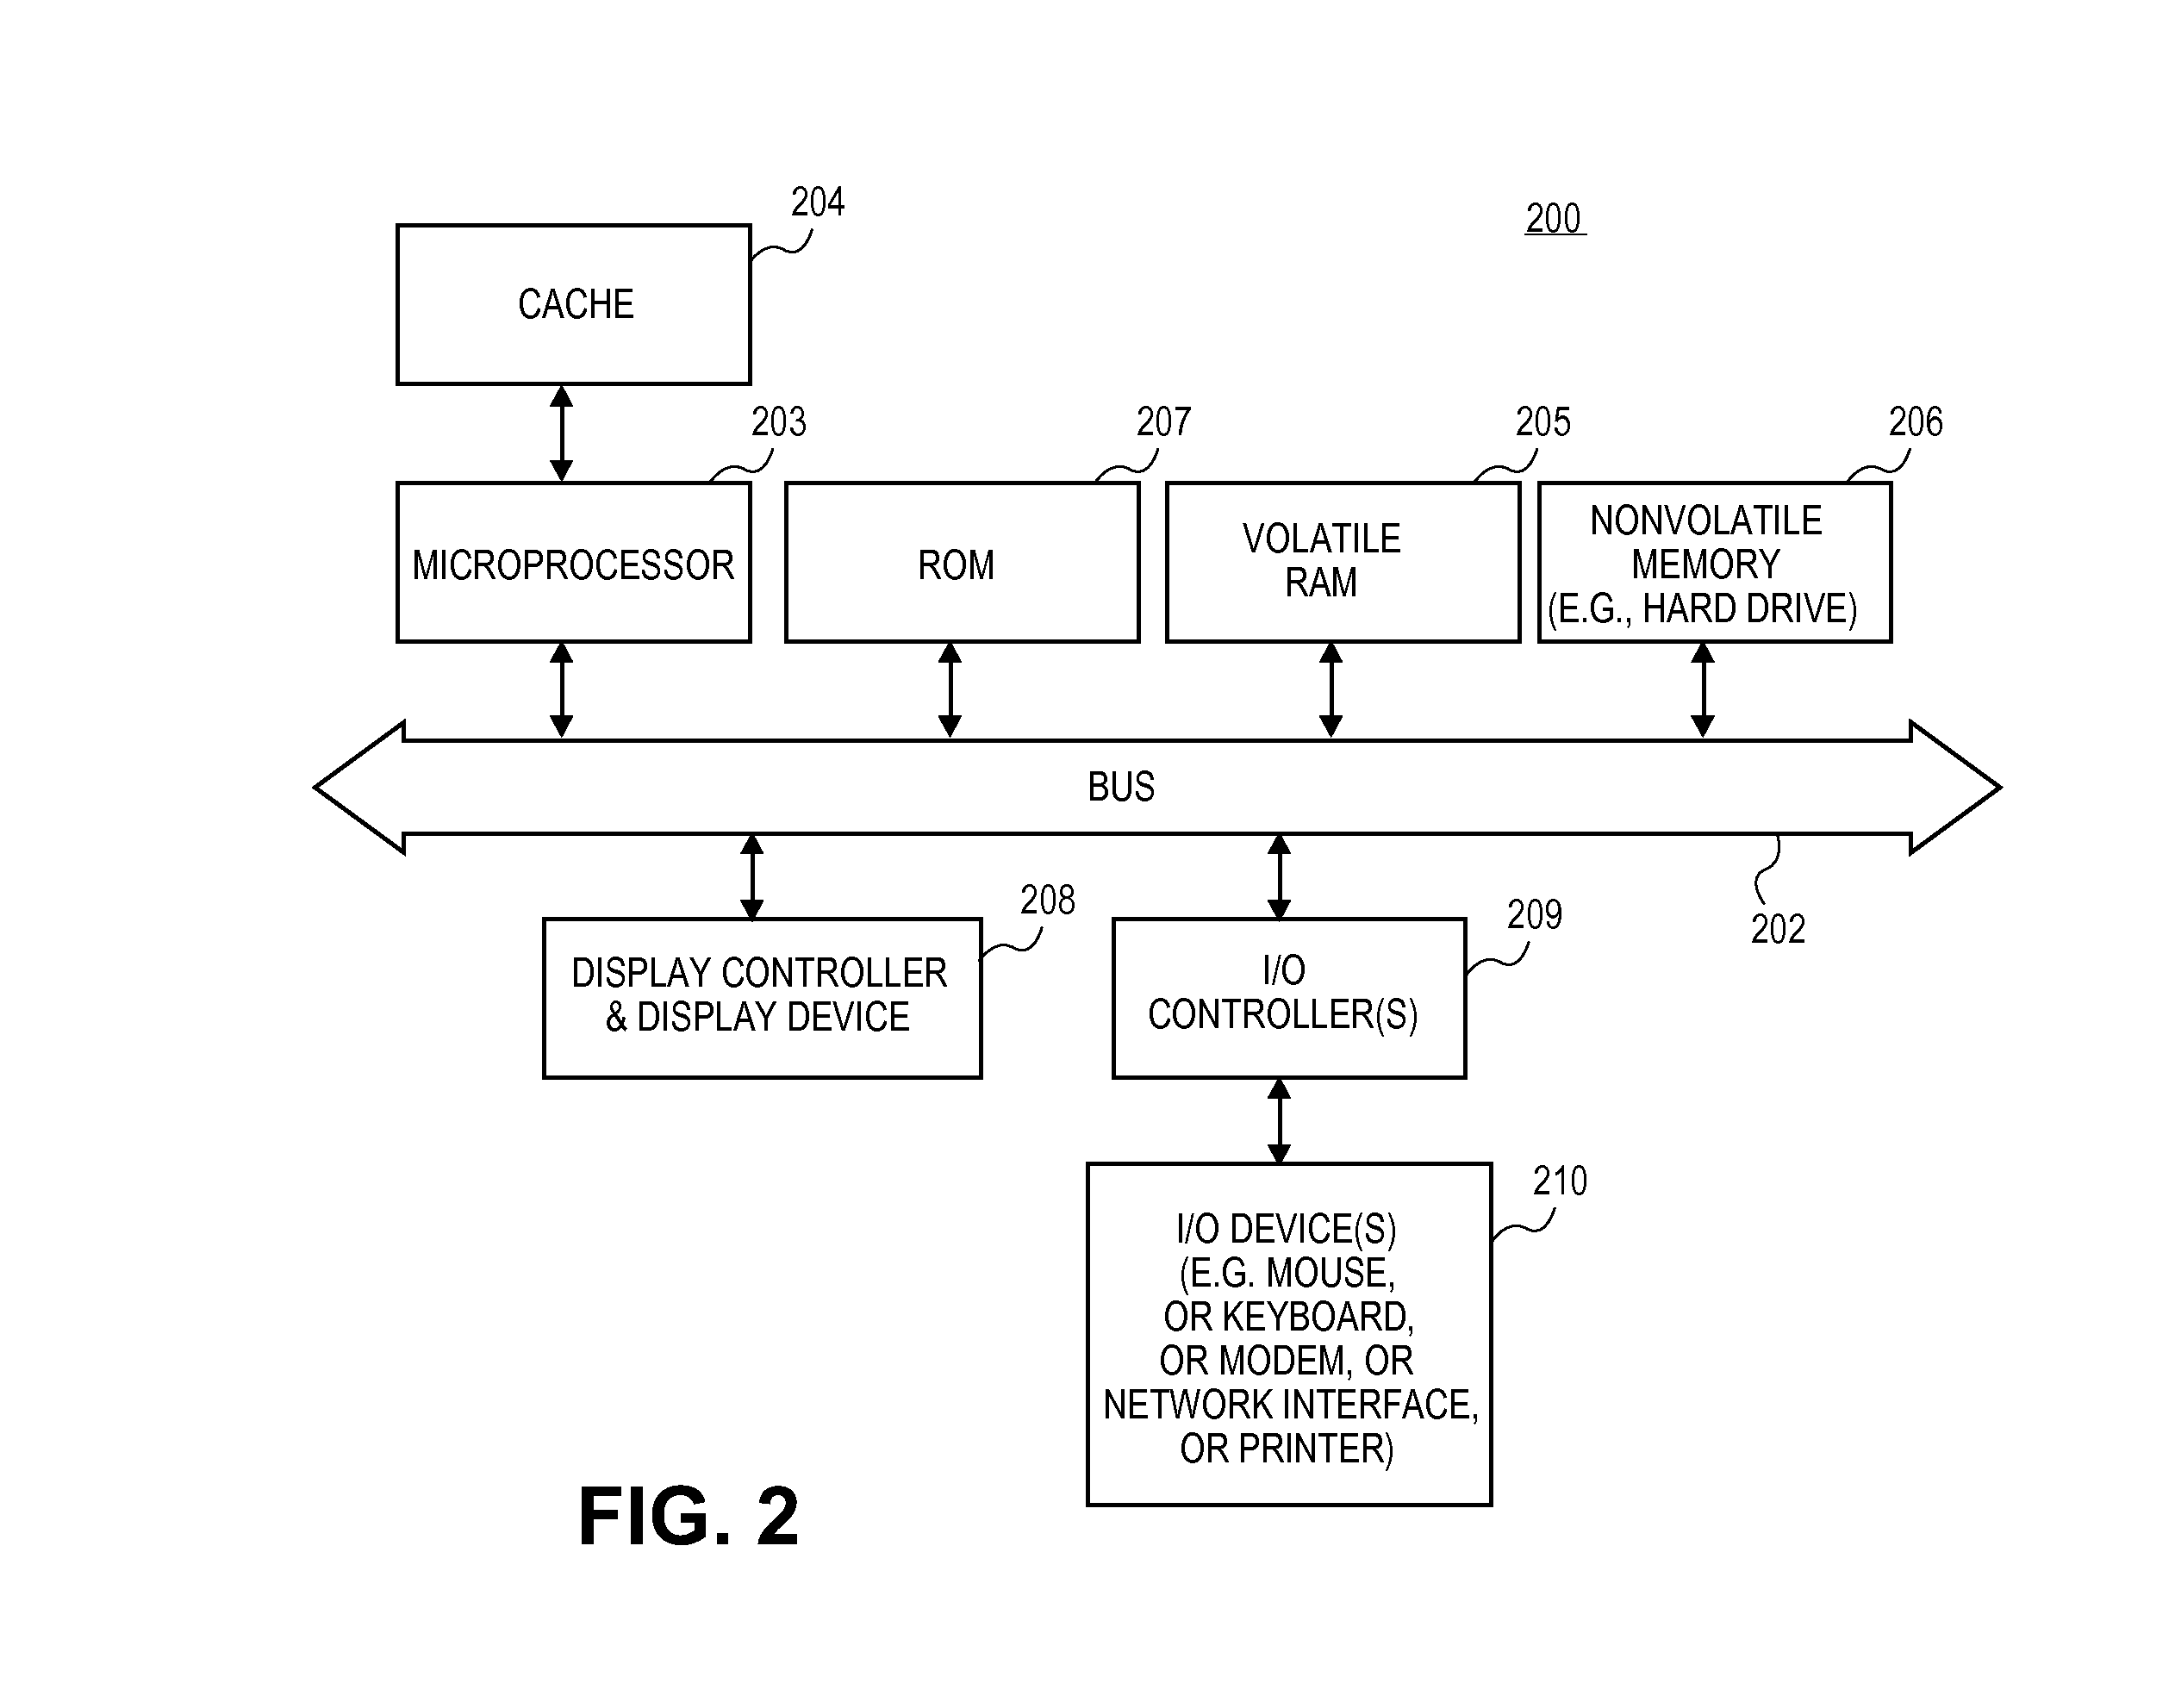 204
200
CACHE
203
207
205
206
MICROPROCESSOR
ROM
VOLATILE
RAM
NONVOLATILE
MEMORY
(E.G., HARD DRIVE)
BUS
202
208
209
DISPLAY CONTROLLER
& DISPLAY DEVICE
I/O
CONTROLLER(S)
210
I/O DEVICE(S)
(E.G. MOUSE,
OR KEYBOARD,
OR MODEM, OR
NETWORK INTERFACE,
OR PRINTER)
FIG. 2